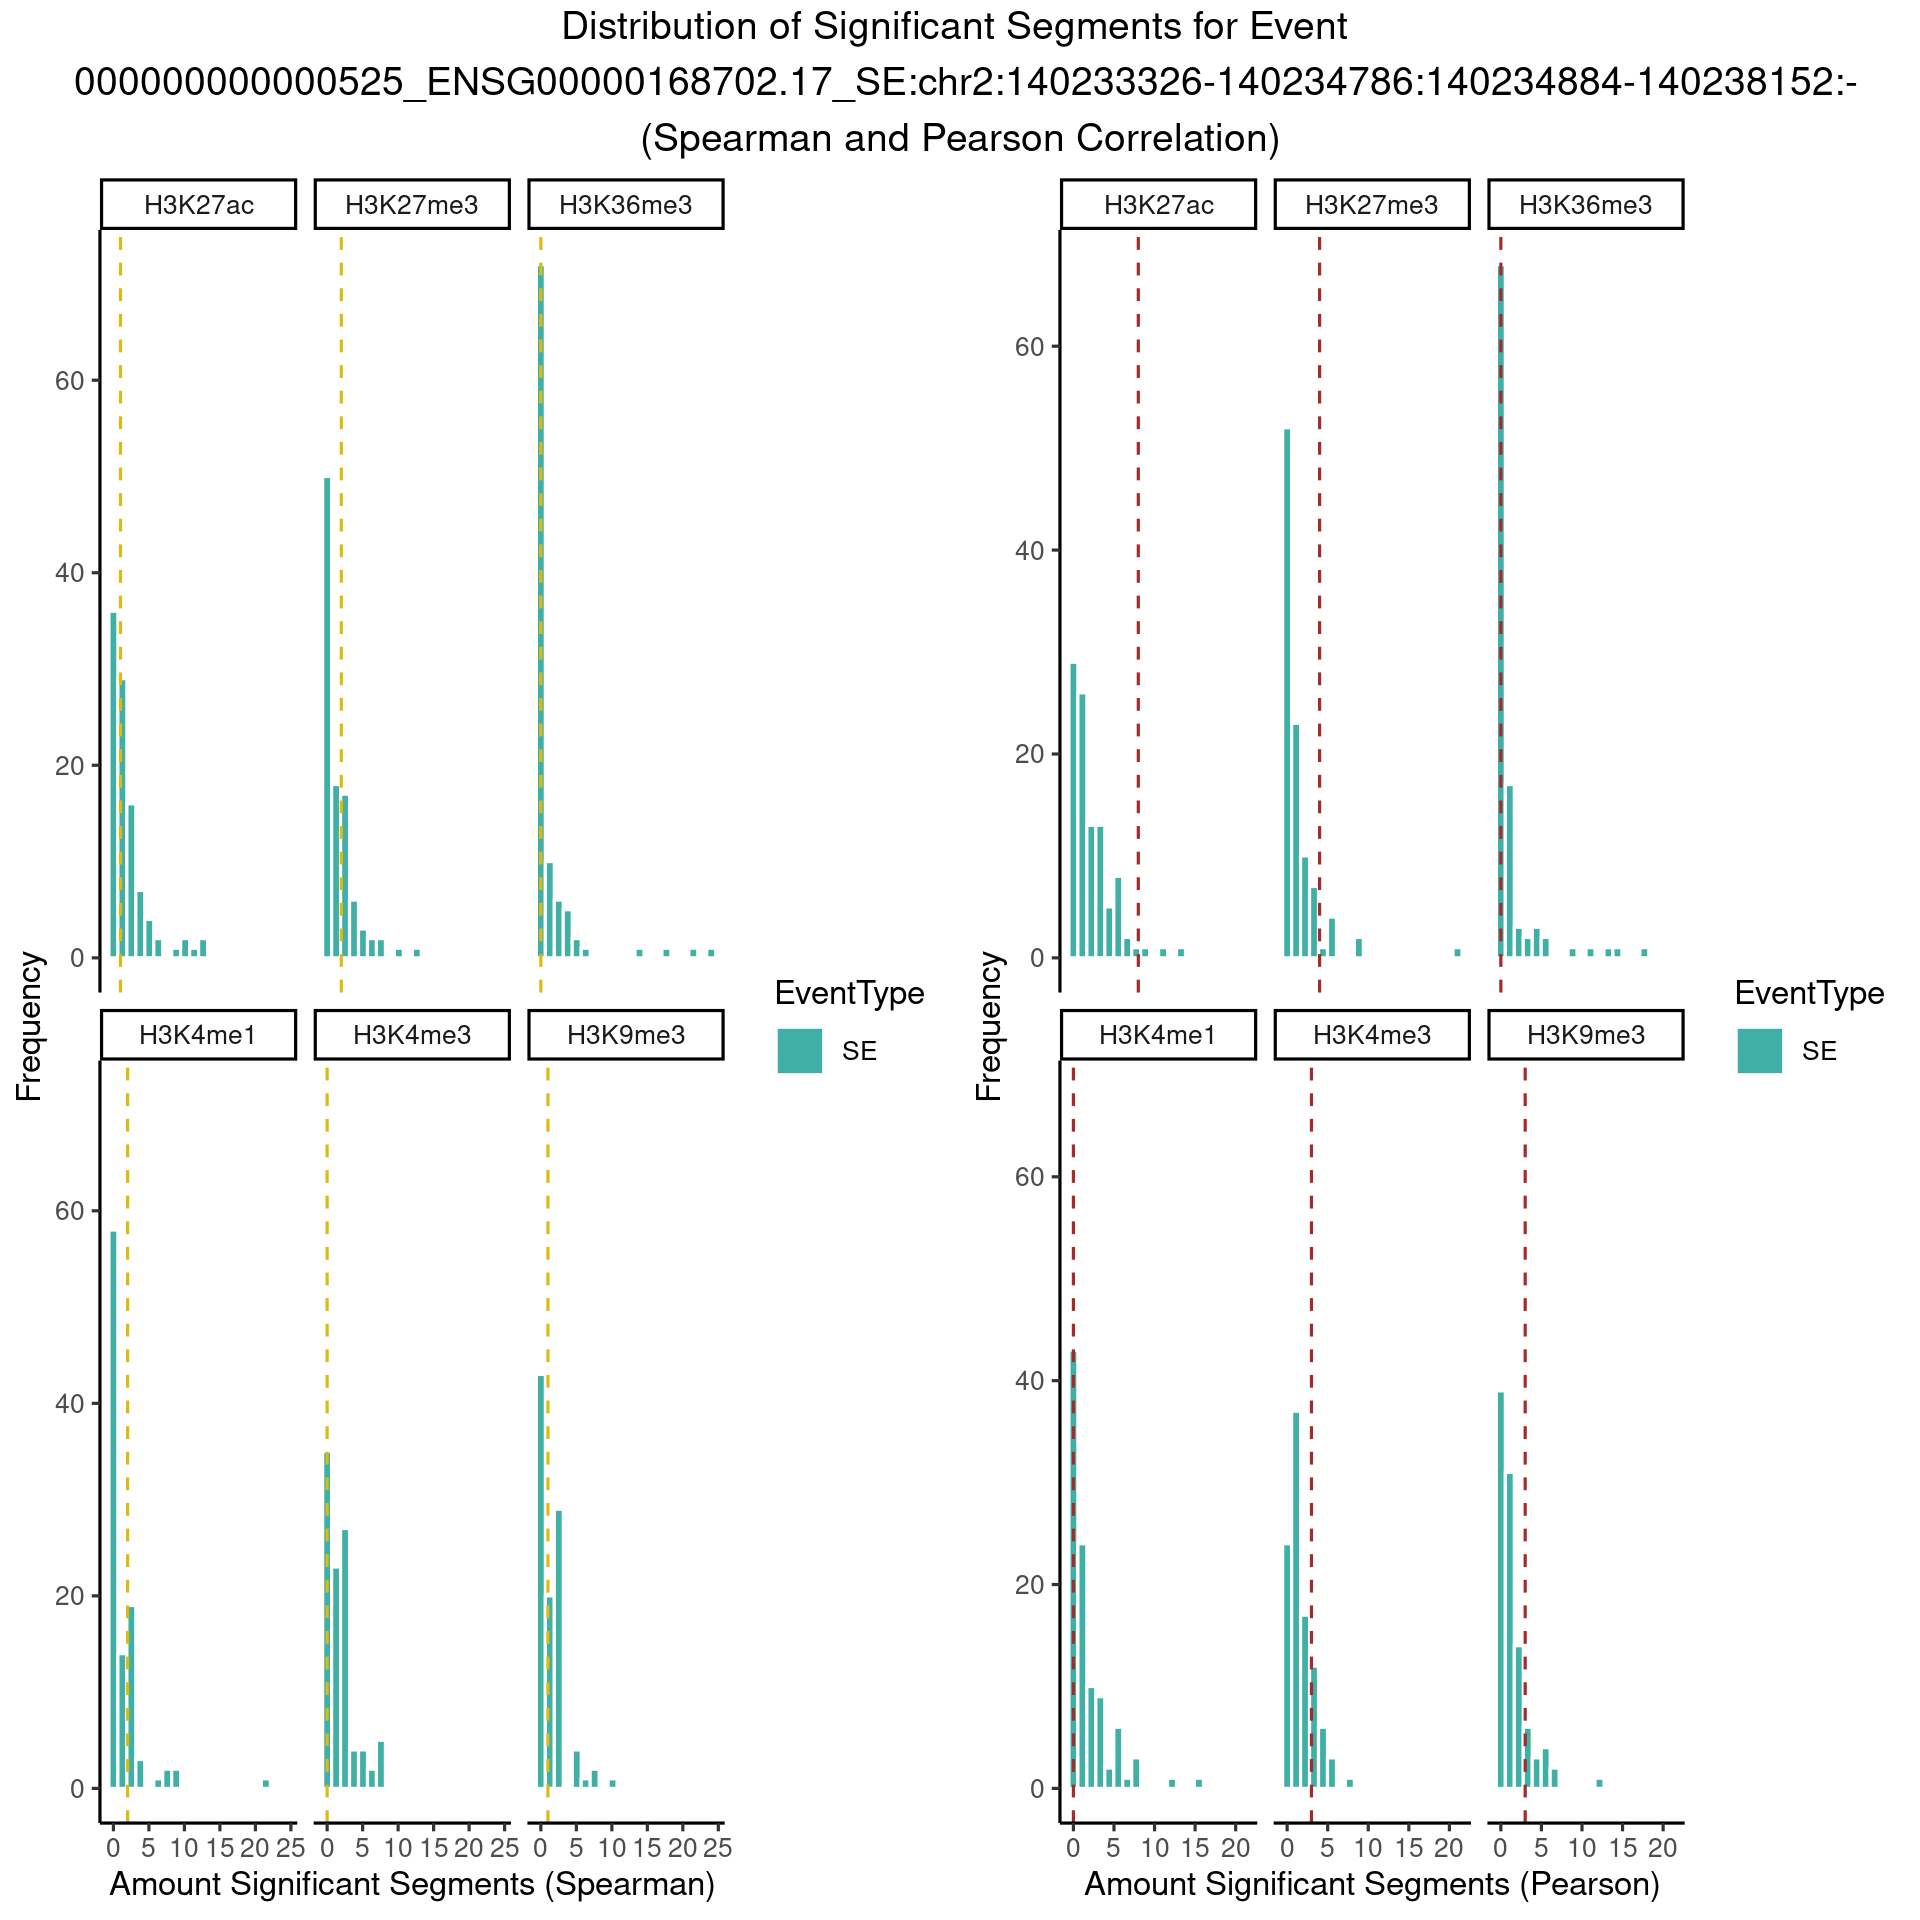 Distribution of Significant Segments for Event
000000000000525_ENSG00000168702.17_SE:chr2:140233326-140234786:140234884-140238152:-
(Spearman and Pearson Correlation)
H3K27ac H3K27me3 H3K36me3
60
40
20
0
H3K4me1 H3K4me3 H3K9me3
60
40
20
0
0 5 10 15 20 25 0 5 10 15 20 25 0 5 10 15 20 25
Amount Significant Segments (Spearman)
Frequency
EventType
SE
H3K27ac H3K27me3 H3K36me3
60
40
20
0
H3K4me1 H3K4me3 H3K9me3
60
40
20
0
0 5 10 15 20 0 5 10 15 20 0 5 10 15 20
Amount Significant Segments (Pearson)
Frequency
EventType
SE